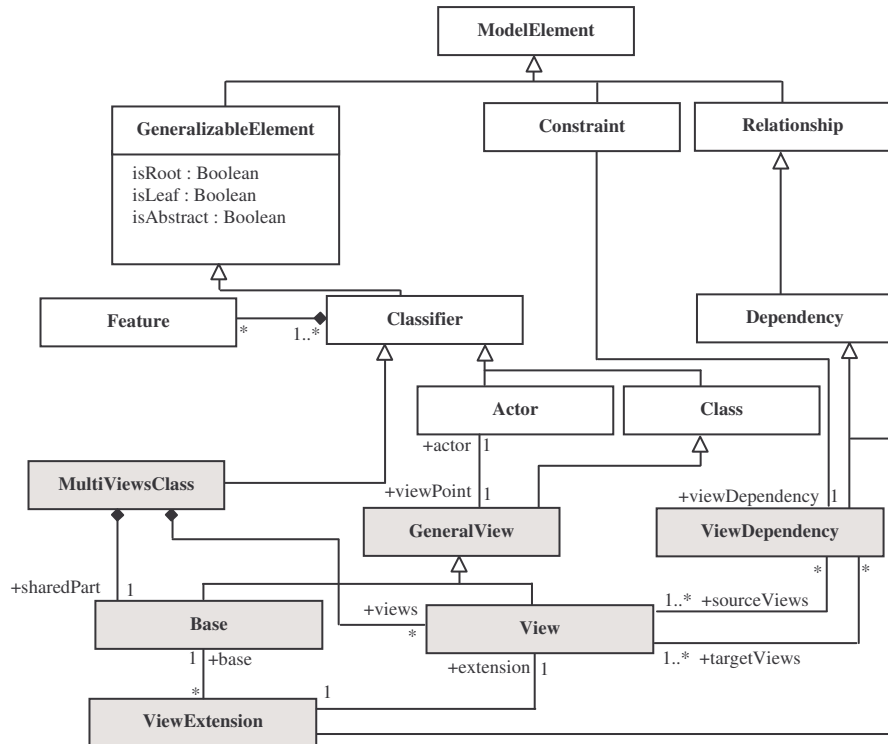 ModelElement
GeneralizableElement
Constraint
Relationship
isRoot : Boolean
isLeaf : Boolean
isAbstract : Boolean
Feature
*
1..*
Classifier
Dependency
Actor
Class
+actor
1
MultiViewsClass
+viewPoint
1
+viewDependency
1
GeneralView
ViewDependency
*
*
+sharedPart
1
+views
*
1..* +sourceViews
Base
View
1 +base
+extension
1
1..* +targetViews
*
1
ViewExtension